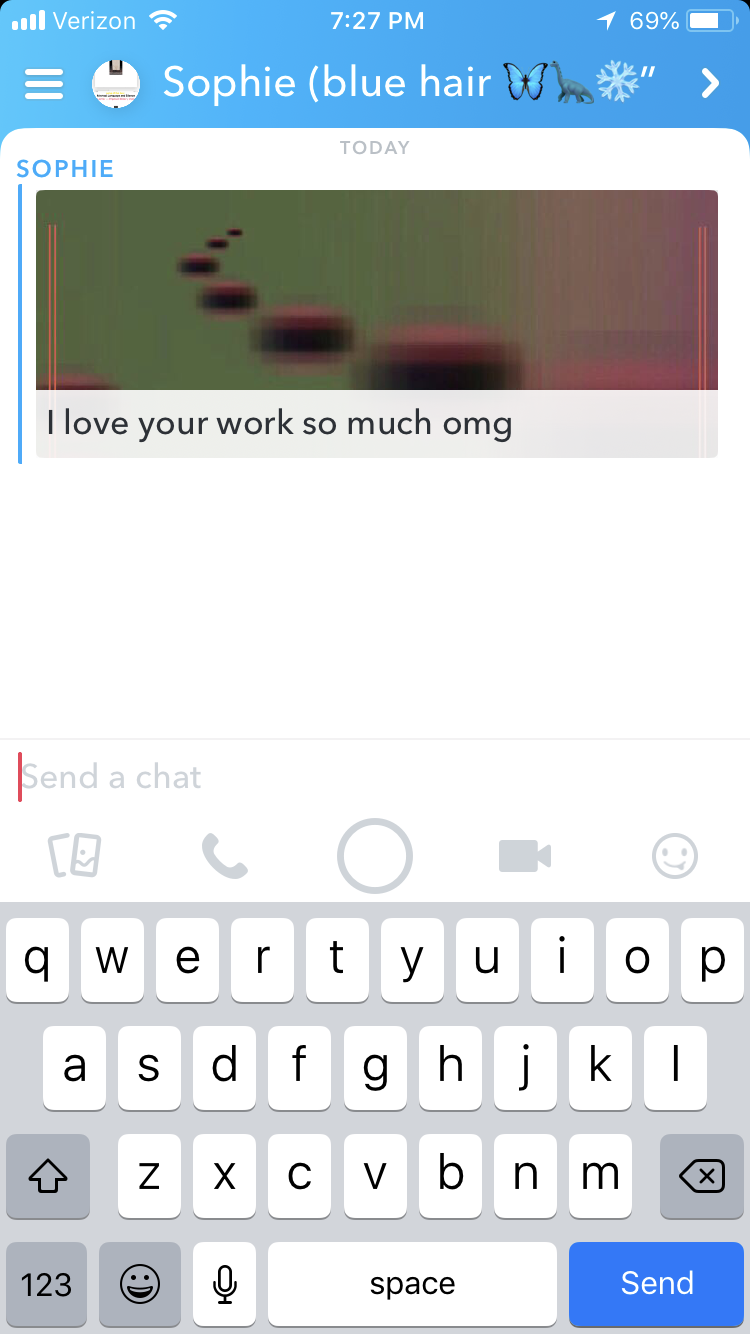 Verizon 7:27 PM 69%
Sophie (blue hair 🦋🦕❄️”
TODAY
SOPHIE
I love your work so much omg
Send a chat
q w e r t y u i o p
a s d f g h j k l
z x c v b n m
123 space Send